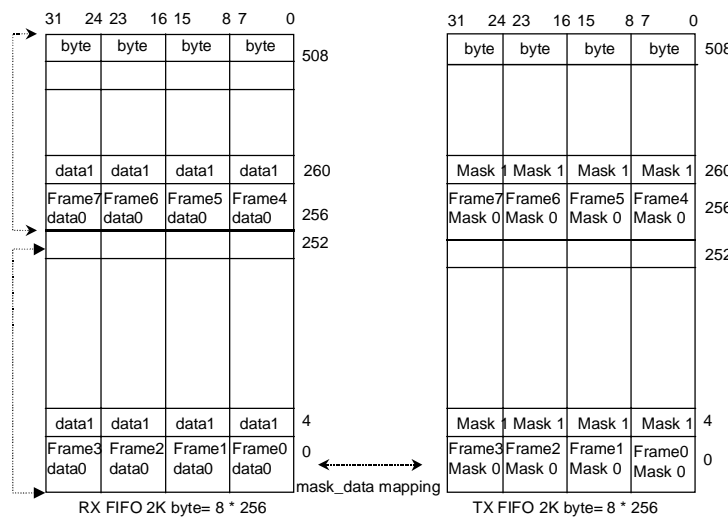 31 24 23 16 15 8 7 0
byte byte byte byte
508
data1 data1 data1 data1
260
Frame7 Frame6 Frame5 Frame4
data0 data0 data0 data0
256
252
data1 data1 data1 data1
4
Frame3 Frame2 Frame1 Frame0
data0 data0 data0 data0
0
RX FIFO 2K byte= 8 * 256
mask_data mapping
31 24 23 16 15 8 7 0
byte byte byte byte
508
Mask 1 Mask 1 Mask 1 Mask 1
260
Frame7 Frame6 Frame5 Frame4
Mask 0 Mask 0 Mask 0 Mask 0
256
252
Mask 1 Mask 1 Mask 1 Mask 1
4
Frame3 Frame2 Frame1 Frame0
Mask 0 Mask 0 Mask 0 Mask 0
0
TX FIFO 2K byte= 8 * 256